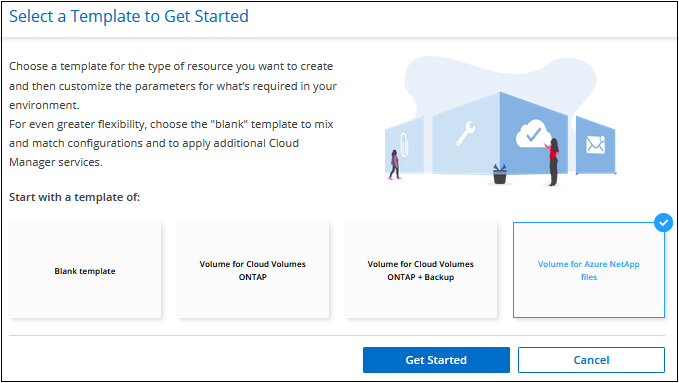 Select a Template to Get Started
Choose a template for the type of resource you want to create
and then customize the parameters for what's required in your
environment.
For even greater flexibility, choose the "blank" template to mix
and match configurations and to apply additional Cloud
Manager services.
Start with a template of:
Blank template
Volume for Cloud Volumes
ONTAP
Volume for Cloud Volumes
ONTAP + Backup
Volume for Azure NetApp
files
Get Started
Cancel